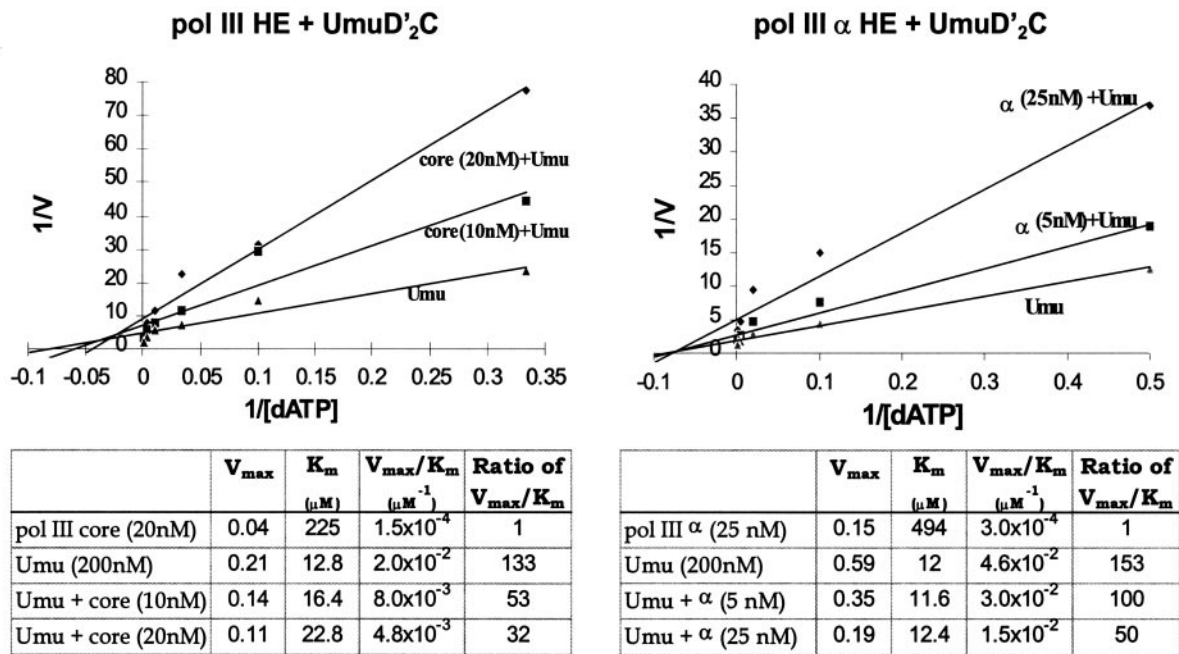 pol III HE + UmuD'₂C
80
70
60
50
40
30
20
10
0
1/V
core (20nM)+Umu
core(10nM)+Umu
Umu
-0.1 -0.05 0 0.05 0.1 0.15 0.2 0.25 0.3 0.35
1/[dATP]
pol III α HE + UmuD'₂C
40
35
30
25
20
15
10
5
0
1/V
α (25nM) +Umu
α (5nM)+Umu
Umu
-0.1 0 0.1 0.2 0.3 0.4 0.5
1/[dATP]
Vmax Km Vmax/Km Ratio of
(μM) (μM⁻¹) Vmax/Km
pol III core (20nM) 0.04 225 1.5x10⁻⁴ 1
Umu (200nM) 0.21 12.8 2.0x10⁻² 133
Umu + core (10nM) 0.14 16.4 8.0x10⁻³ 53
Umu + core (20nM) 0.11 22.8 4.8x10⁻³ 32
Vmax Km Vmax/Km Ratio of
(μM) (μM⁻¹) Vmax/Km
pol III α (25 nM) 0.15 494 3.0x10⁻⁴ 1
Umu (200nM) 0.59 12 4.6x10⁻² 153
Umu + α (5 nM) 0.35 11.6 3.0x10⁻² 100
Umu + α (25 nM) 0.19 12.4 1.5x10⁻² 50